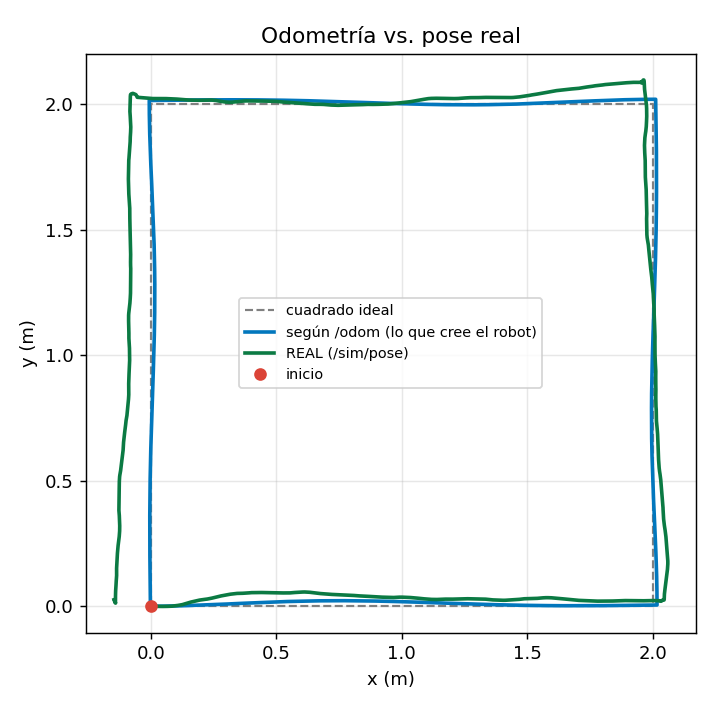 Odometría vs. pose real
2.0
1.5
1.0
0.5
0.0
y (m)
cuadrado ideal
según /odom (lo que cree el robot)
REAL (/sim/pose)
inicio
0.0 0.5 1.0 1.5 2.0
x (m)